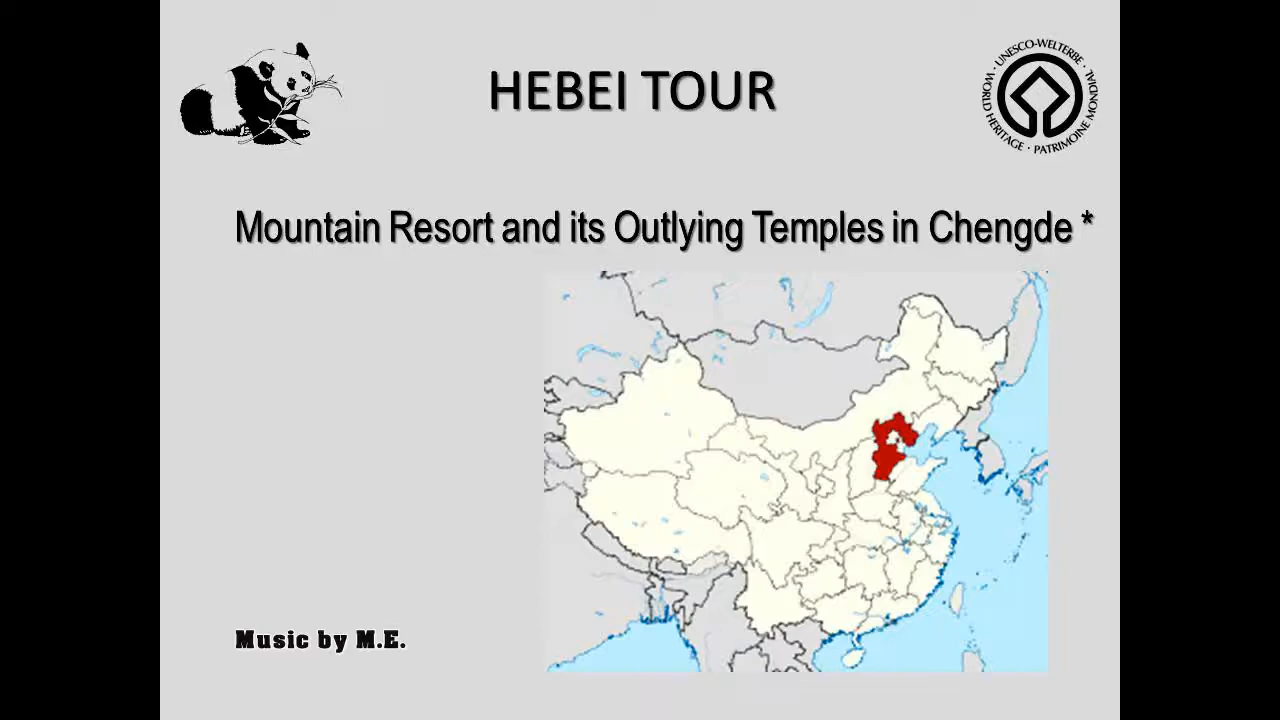 HEBEI TOUR
UNESCO-WELTERBE · WORLD HERITAGE · PATRIMOINE MONDIAL ·
Mountain Resort and its Outlying Temples in Chengde *
Music by M.E.